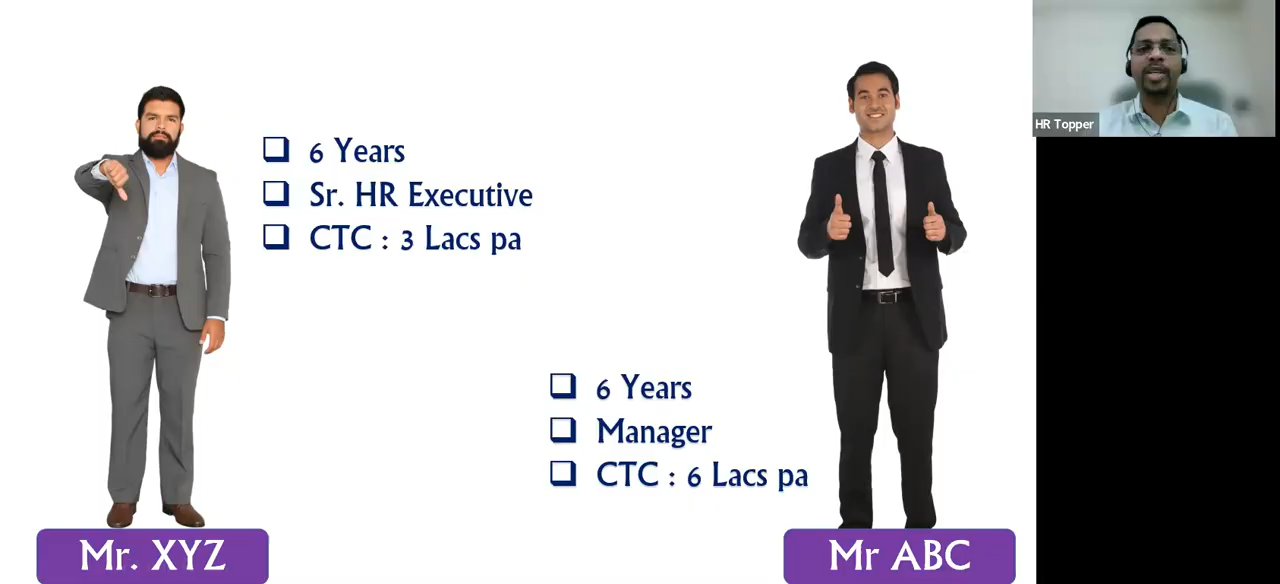 6 Years
Sr. HR Executive
CTC : 3 Lacs pa
HR Topper
6 Years
Manager
CTC : 6 Lacs pa
Mr. XYZ
Mr ABC